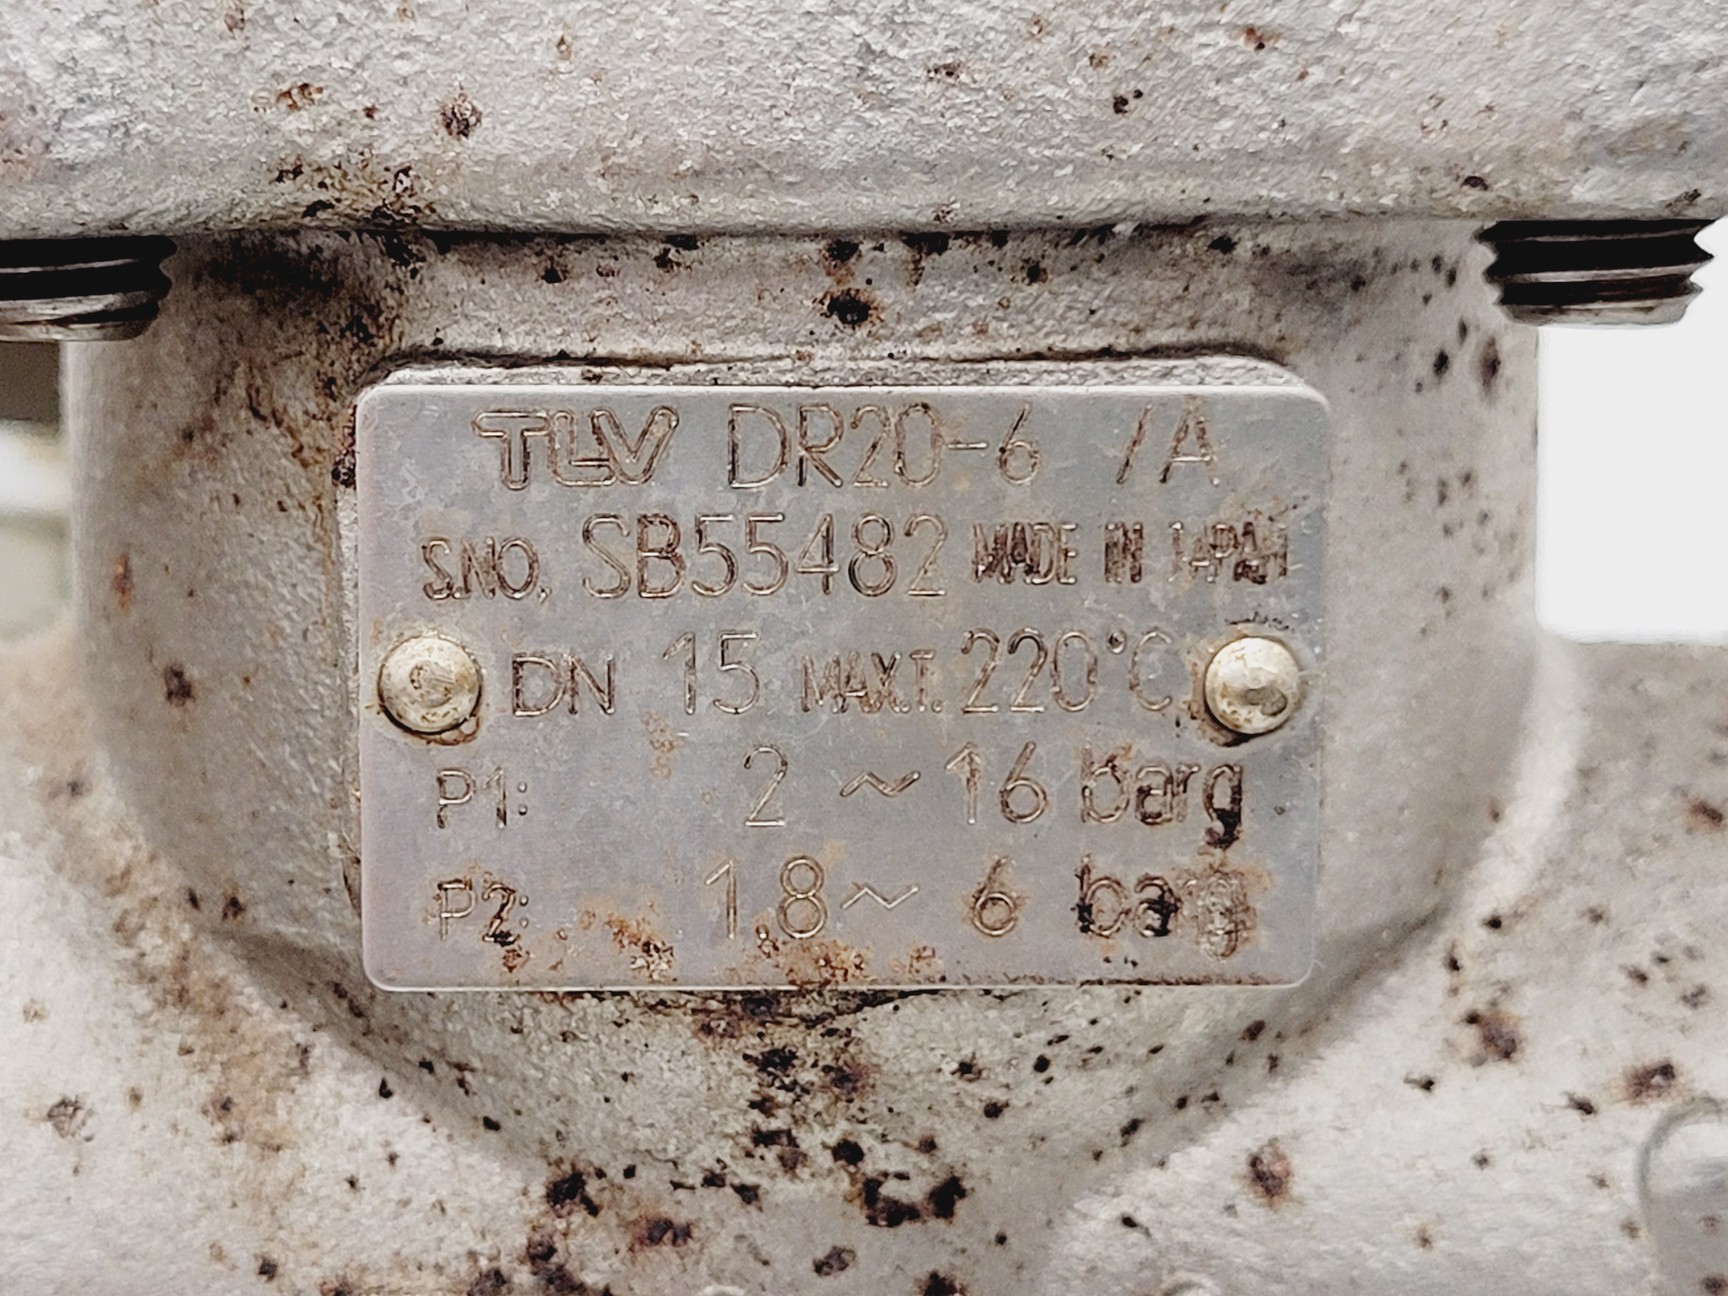 TLV DR20-6 /A
S.NO. SB55482 MADE IN JAPAN
DN 15 MAX.T. 220°C
P1: 2 ~ 16 barg
P2: 1.8 ~ 6 barg